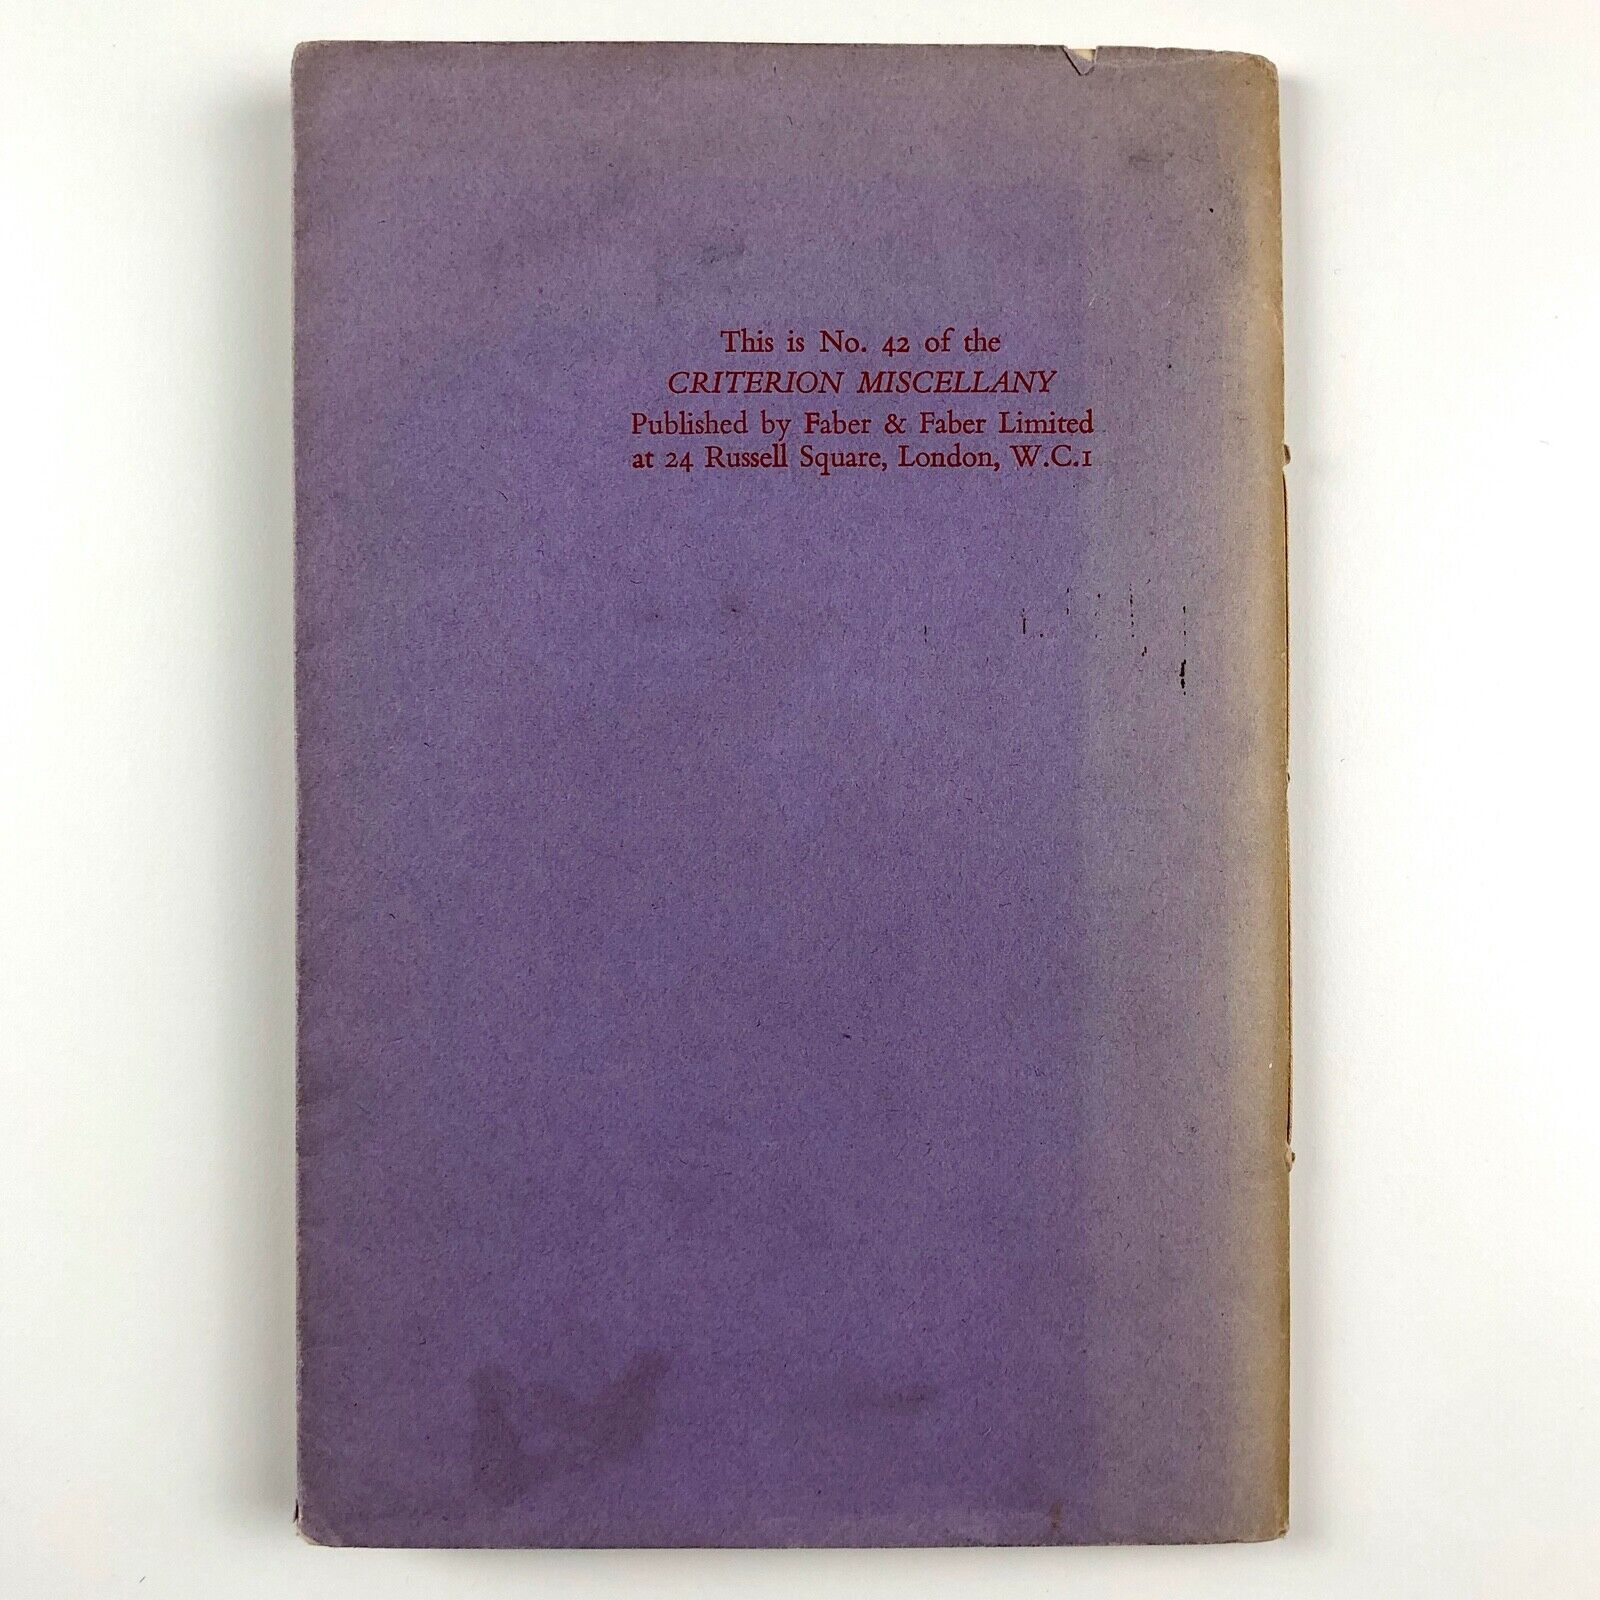 This is No. 42 of the
CRITERION MISCELLANY
Published by Faber & Faber Limited
at 24 Russell Square, London, W.C.1